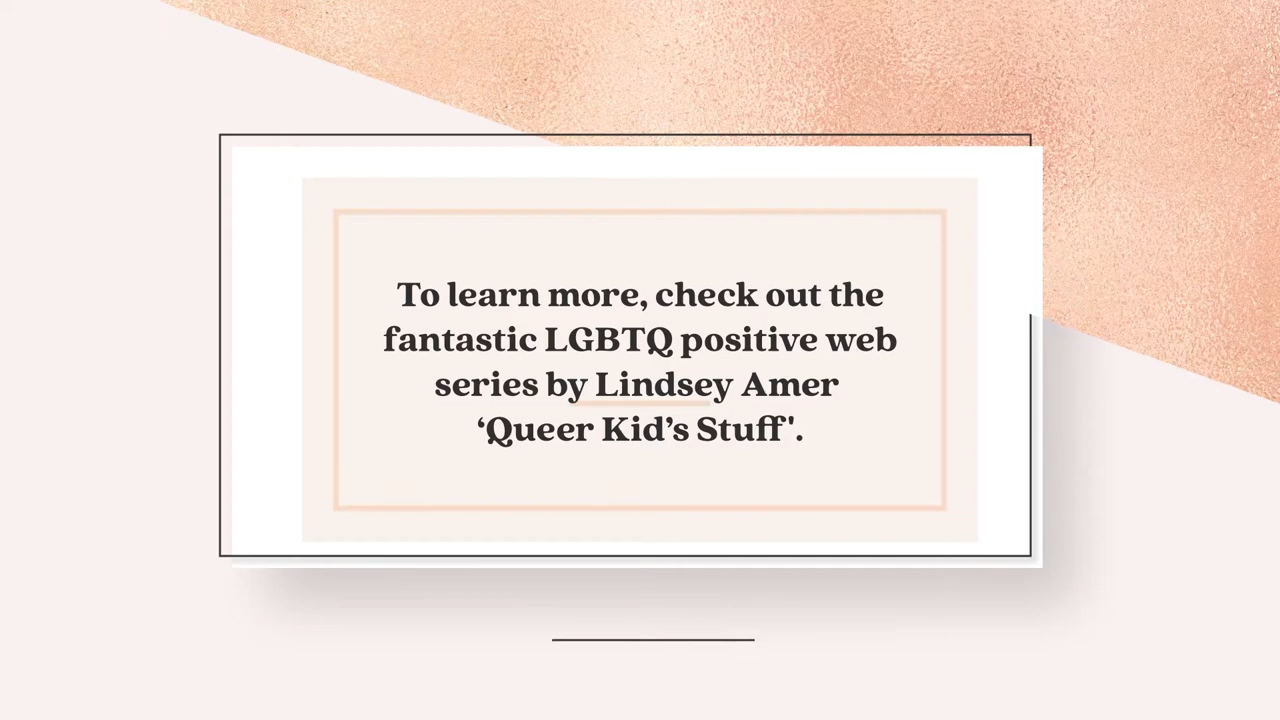 To learn more, check out the
fantastic LGBTQ positive web
series by Lindsey Amer
‘Queer Kid’s Stuff'.